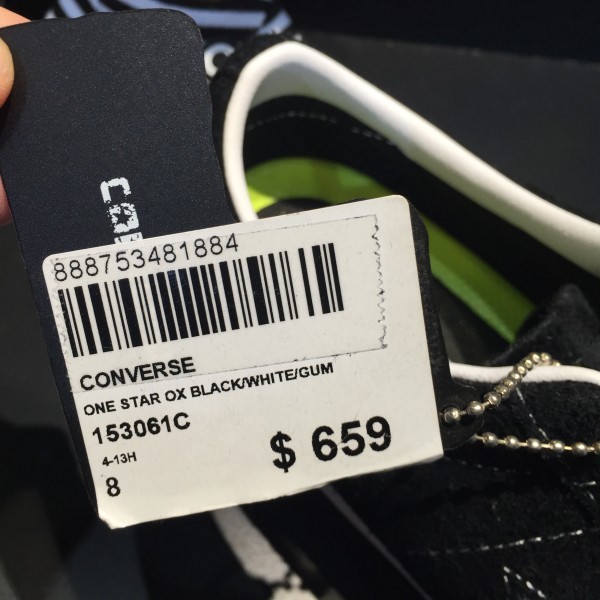 888753481884
CONVERSE
ONE STAR OX BLACK/WHITE/GUM
153061C
4-13H
8
$ 659